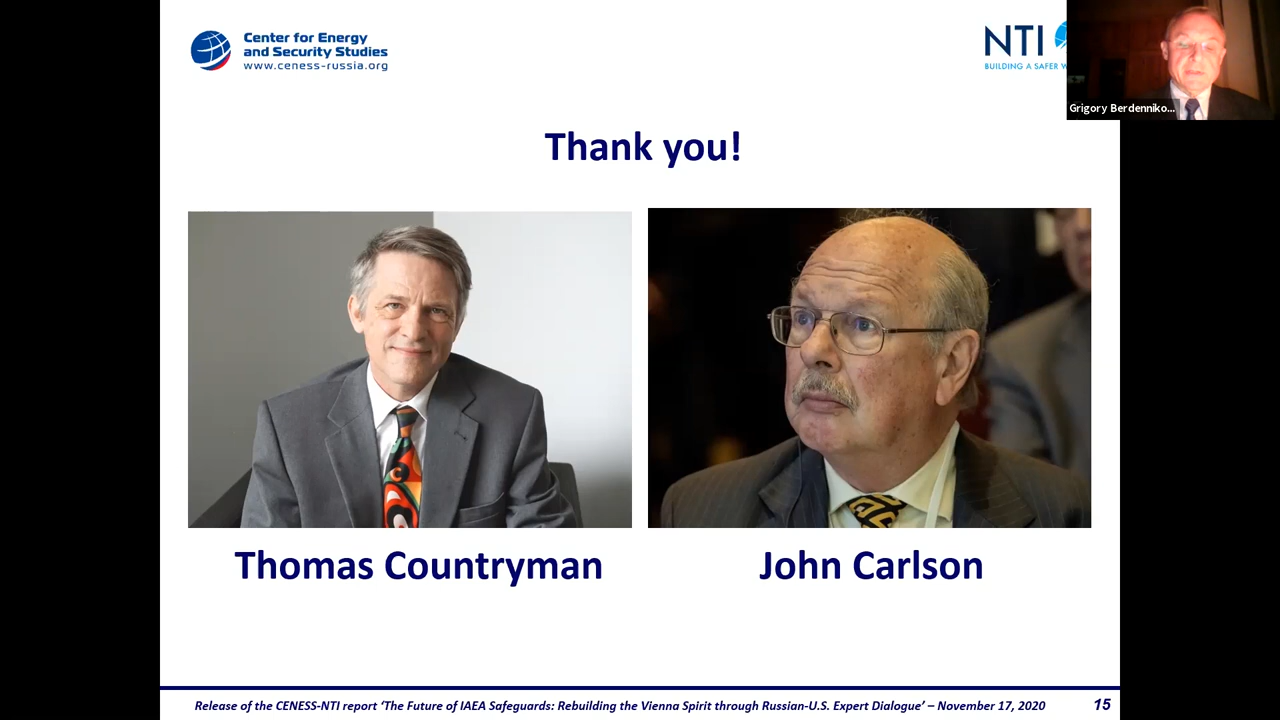 Center for Energy
and Security Studies
www.ceness-russia.org
NTI
BUILDING A SAFER
Grigory Berdenniko...
Thank you!
Thomas Countryman
John Carlson
Release of the CENESS-NTI report ‘The Future of IAEA Safeguards: Rebuilding the Vienna Spirit through Russian-U.S. Expert Dialogue’ – November 17, 2020
15